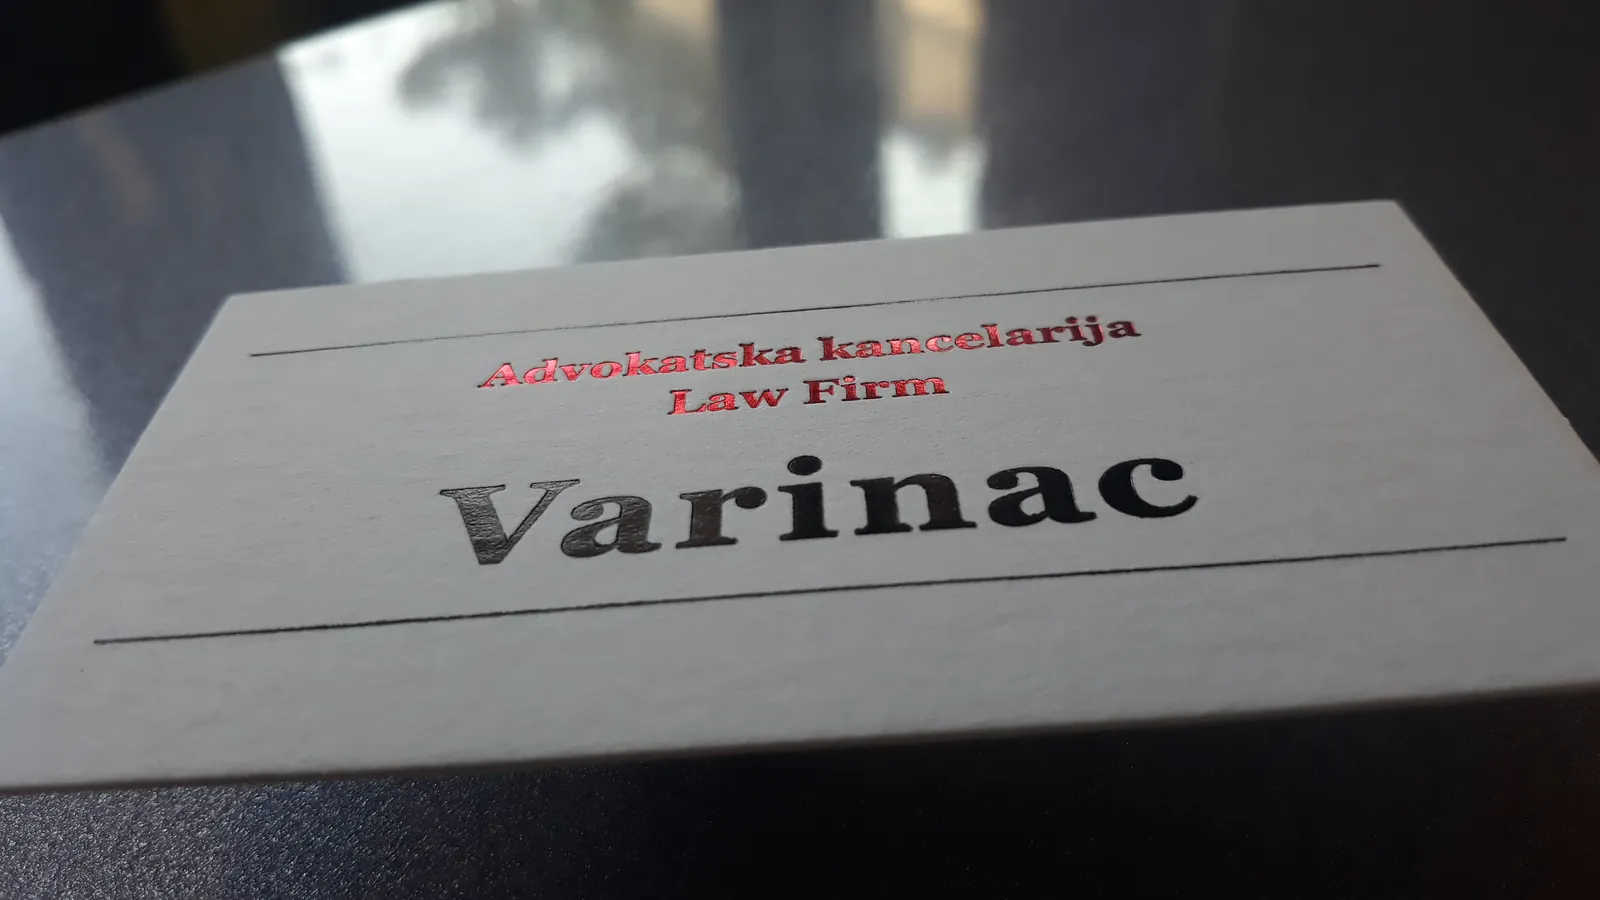 Advokatska kancelarija
Law Firm
Varinac